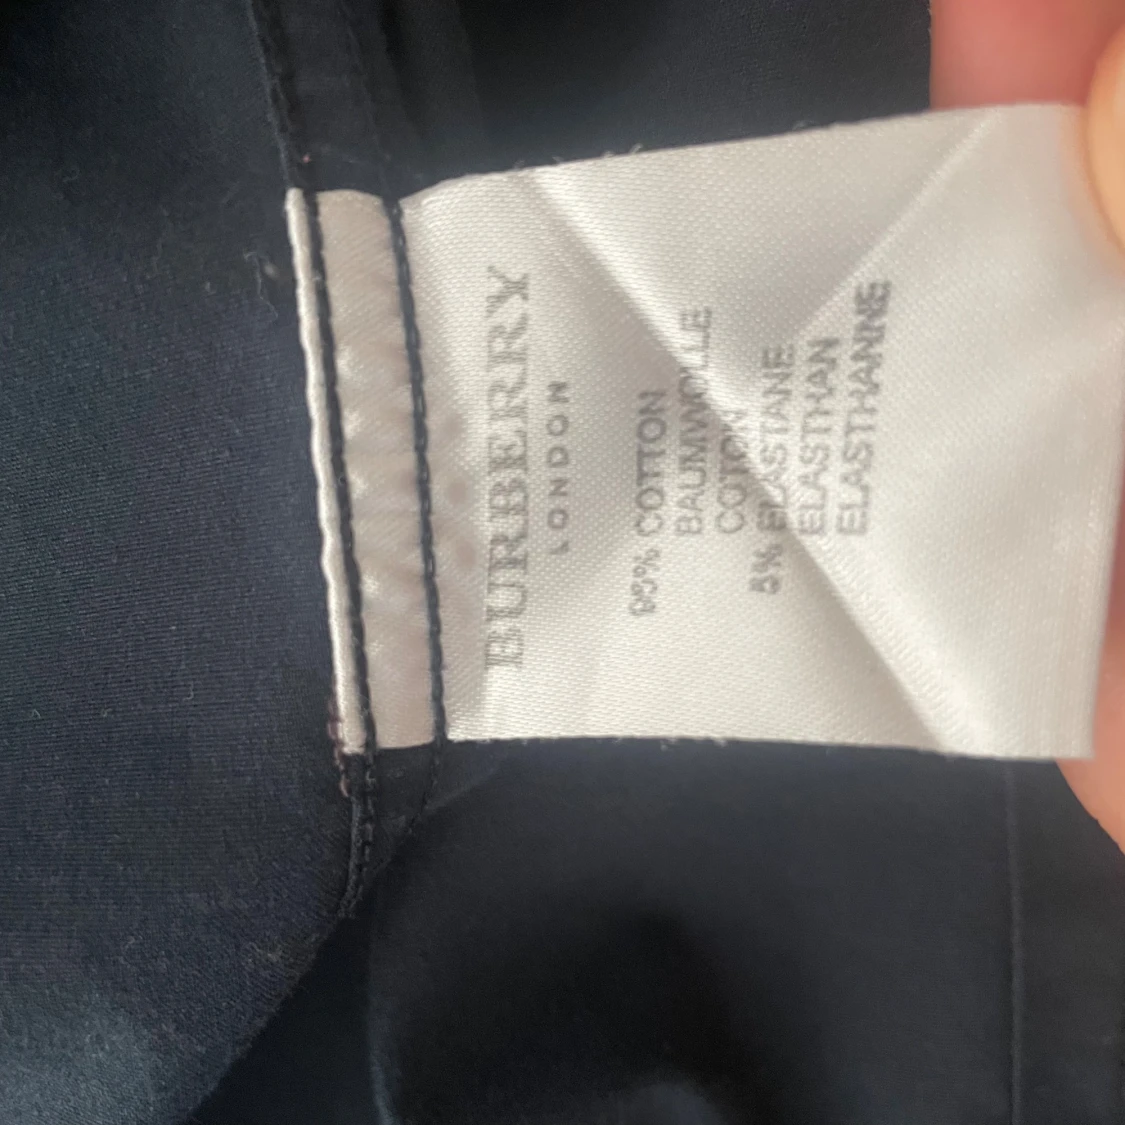 BURBERRY
LONDON
95% COTTON
BAUMWOLLE
COTON
5% ELASTANE
ELASTHAN
ELASTHANNE